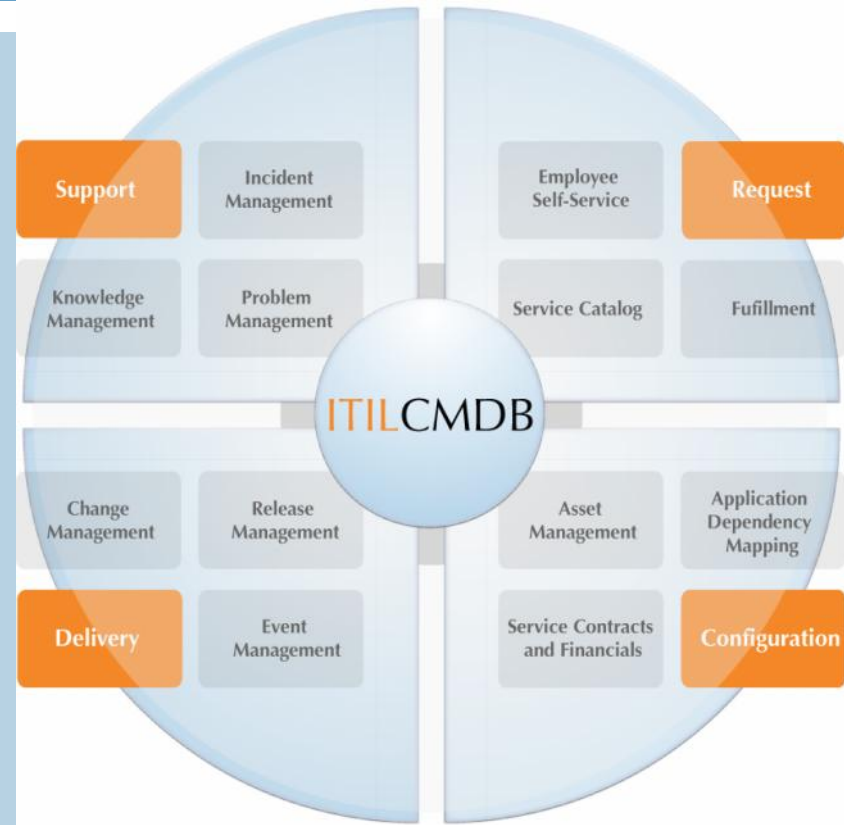 Support
Incident
Management
Knowledge
Management
Problem
Management
Employee
Self-Service
Request
Service Catalog
Fufillment
ITILCMDB
Change
Management
Release
Management
Delivery
Event
Management
Asset
Management
Application
Dependency
Mapping
Service Contracts
and Financials
Configuration